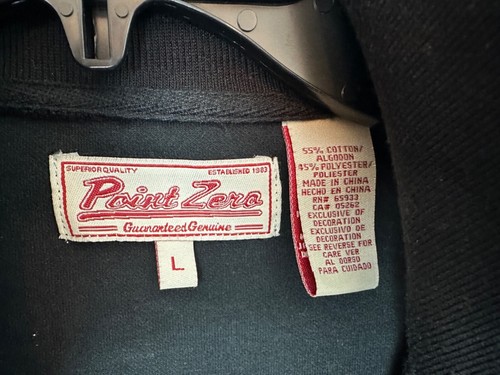 SUPERIOR QUALITY ESTABLISHED 1983
Point Zero
Guaranteed Genuine
L
55% COTTON/
ALGODON
45% POLYESTER/
POLIESTER
MADE IN CHINA
HECHO EN CHINA
RN# 65933
CA# 05262
EXCLUSIVE OF
DECORATION
EXCLUSIVO DE
DECORATION
SEE REVERSE FOR
CARE VER
AL DORSO
PARA CUIDADO